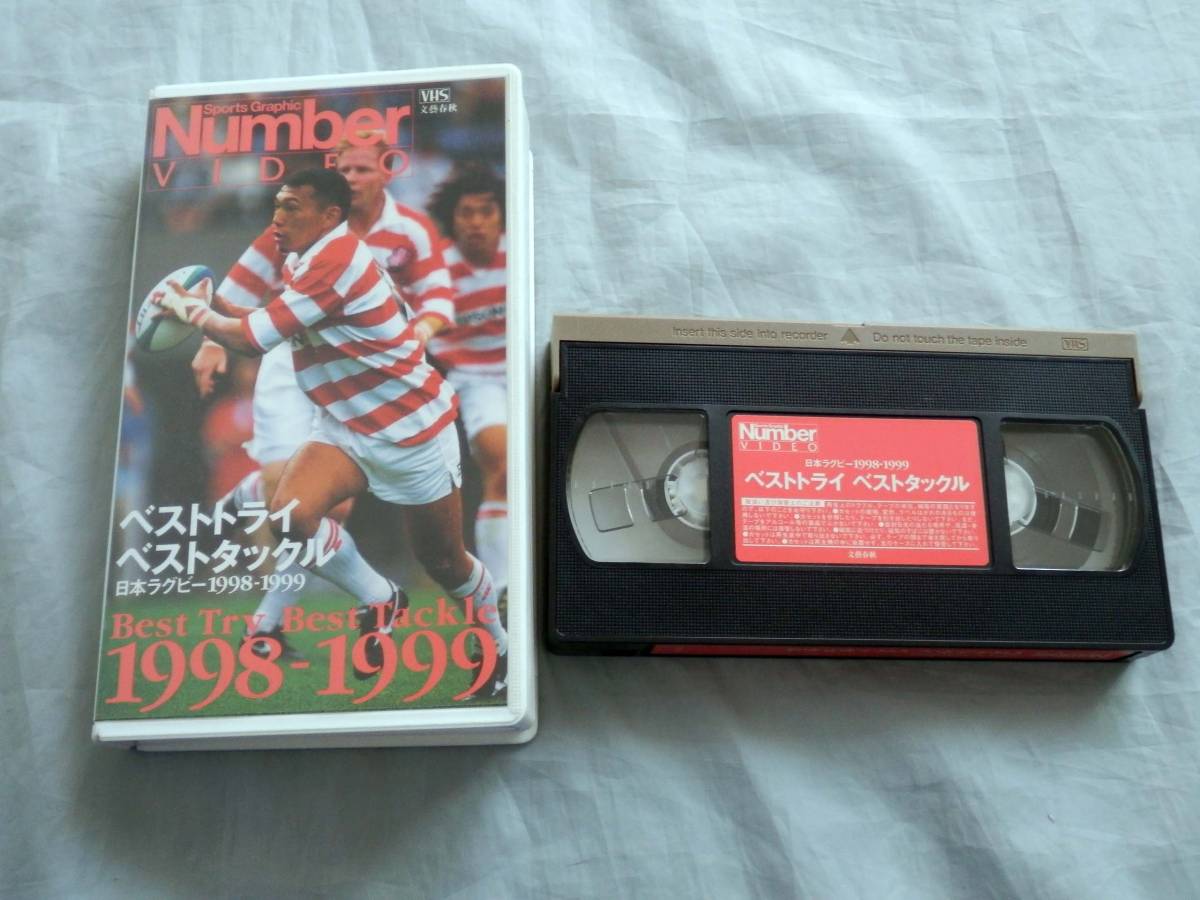 Sports Graphic
Number
VIDEO
VHS
文藝春秋
ベストトライ
ベストタックル
日本ラグビー1998-1999
Best Try Best Tackle
1998-1999
Insert this side into recorder
Do not touch the tape inside
VHS
Sports Graphic
Number
VIDEO
日本ラグビー1998-1999
ベストトライ ベストタックル
文藝春秋